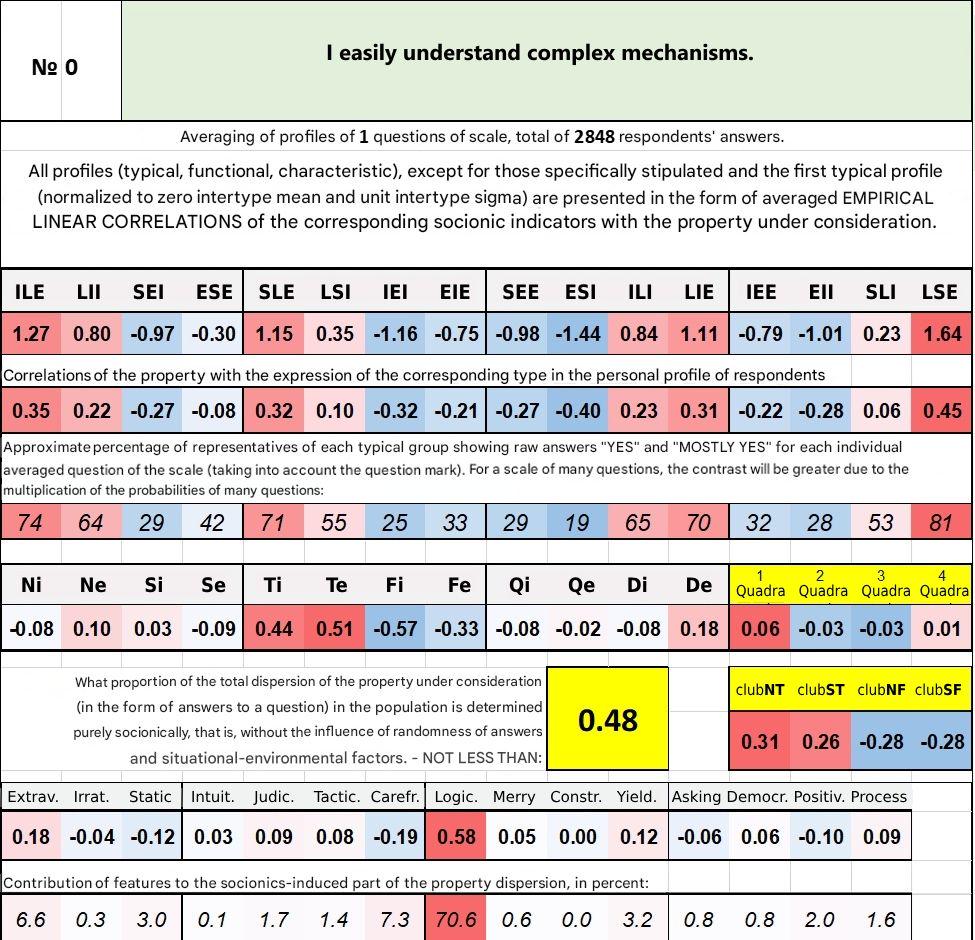 № 0
I easily understand complex mechanisms.
Averaging of profiles of 1 questions of scale, total of 2848 respondents' answers.
All profiles (typical, functional, characteristic), except for those specifically stipulated and the first typical profile
(normalized to zero intertype mean and unit intertype sigma) are presented in the form of averaged EMPIRICAL
LINEAR CORRELATIONS of the corresponding socionic indicators with the property under consideration.
ILE LII SEI ESE SLE LSI IEI EIE SEE ESI ILI LIE IEE EII SLI LSE
1.27 0.80 -0.97 -0.30 1.15 0.35 -1.16 -0.75 -0.98 -1.44 0.84 1.11 -0.79 -1.01 0.23 1.64
Correlations of the property with the expression of the corresponding type in the personal profile of respondents
0.35 0.22 -0.27 -0.08 0.32 0.10 -0.32 -0.21 -0.27 -0.40 0.23 0.31 -0.22 -0.28 0.06 0.45
Approximate percentage of representatives of each typical group showing raw answers "YES" and "MOSTLY YES" for each individual
averaged question of the scale (taking into account the question mark). For a scale of many questions, the contrast will be greater due to the
multiplication of the probabilities of many questions:
74 64 29 42 71 55 25 33 29 19 65 70 32 28 53 81
Ni Ne Si Se Ti Te Fi Fe Qi Qe Di De 1 Quadra 2 Quadra 3 Quadra 4 Quadra
-0.08 0.10 0.03 -0.09 0.44 0.51 -0.57 -0.33 -0.08 -0.02 -0.08 0.18 0.06 -0.03 -0.03 0.01
What proportion of the total dispersion of the property under consideration
(in the form of answers to a question) in the population is determined
purely socionically, that is, without the influence of randomness of answers
and situational-environmental factors. - NOT LESS THAN:
0.48
clubNT clubST clubNF clubSF
0.31 0.26 -0.28 -0.28
Extrav. Irrat. Static Intuit. Judic. Tactic. Carefr. Logic. Merry Constr. Yield. Asking Democr. Positiv. Process
0.18 -0.04 -0.12 0.03 0.09 0.08 -0.19 0.58 0.05 0.00 0.12 -0.06 0.06 -0.10 0.09
Contribution of features to the socionics-induced part of the property dispersion, in percent:
6.6 0.3 3.0 0.1 1.7 1.4 7.3 70.6 0.6 0.0 3.2 0.8 0.8 2.0 1.6